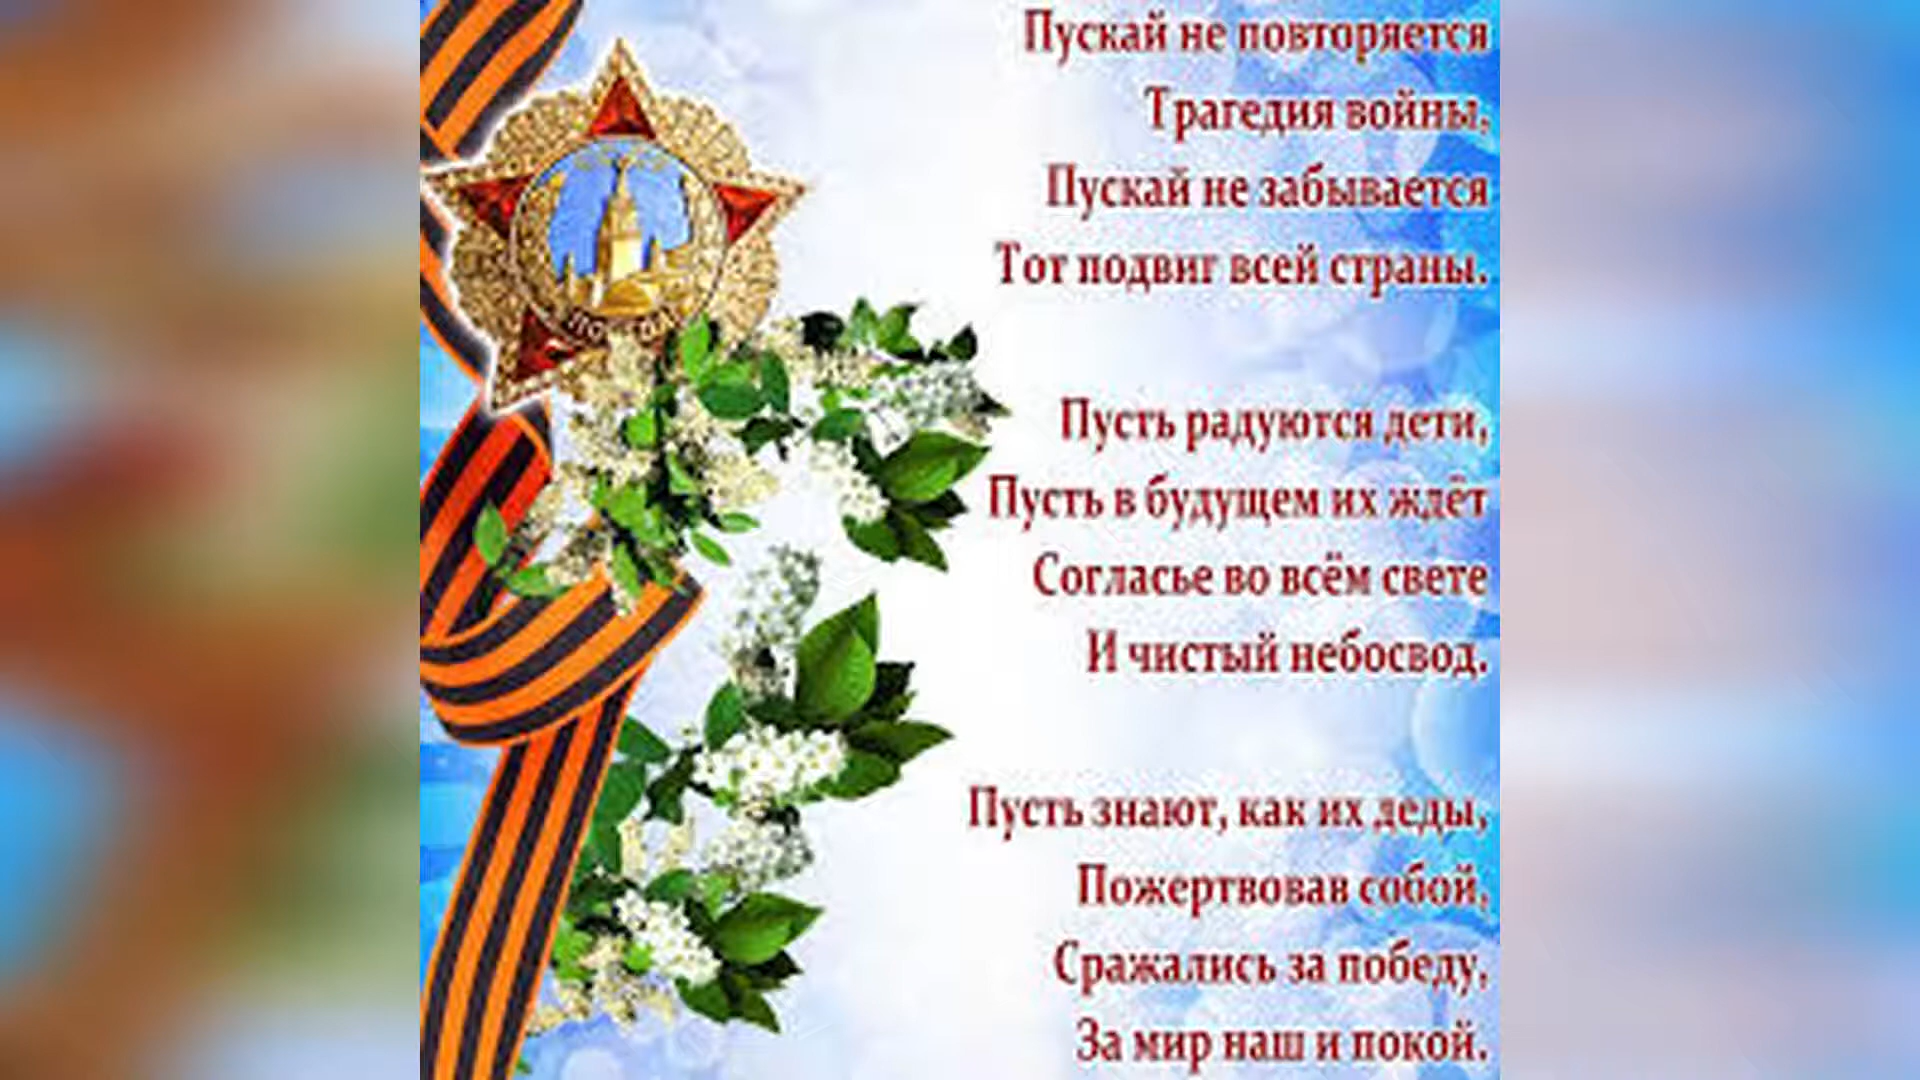 Пускай не повторяется
Трагедия войны,
Пускай не забывается
Тот подвиг всей страны.
Пусть радуются дети,
Пусть в будущем их ждёт
Согласье во всём свете
И чистый небосвод.
Пусть знают, как их деды,
Пожертвовав собой,
Сражались за победу,
За мир наш и покой.